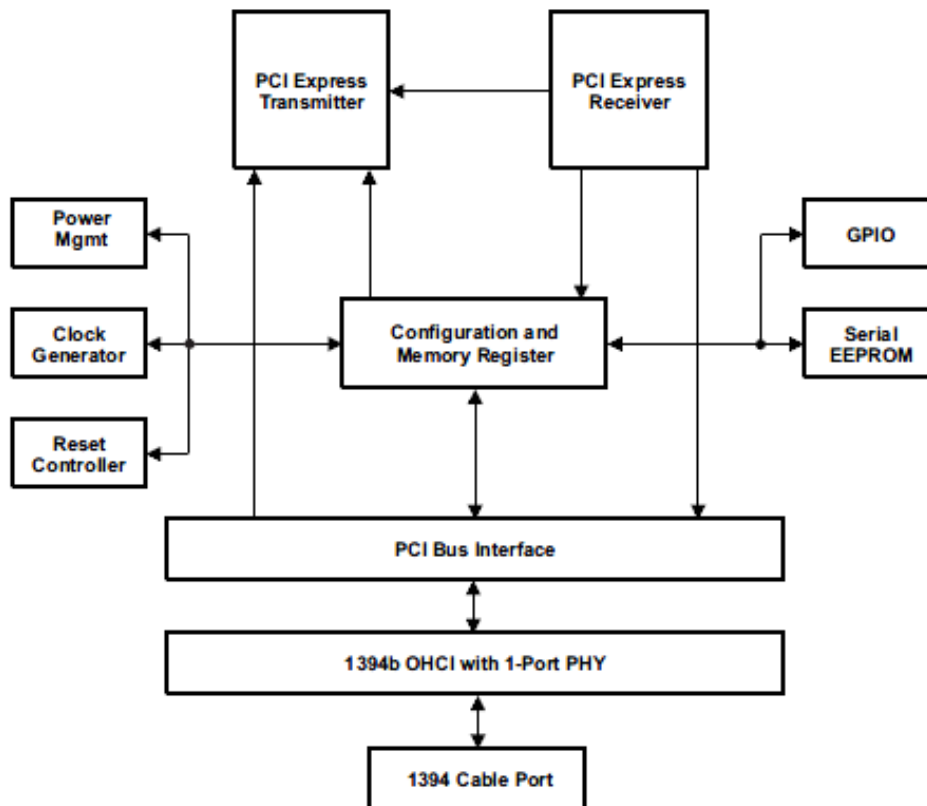 PCI Express
Transmitter
PCI Express
Receiver
Power
Mgmt
GPIO
Clock
Generator
Configuration and
Memory Register
Serial
EEPROM
Reset
Controller
PCI Bus Interface
1394b OHCI with 1-Port PHY
1394 Cable Port